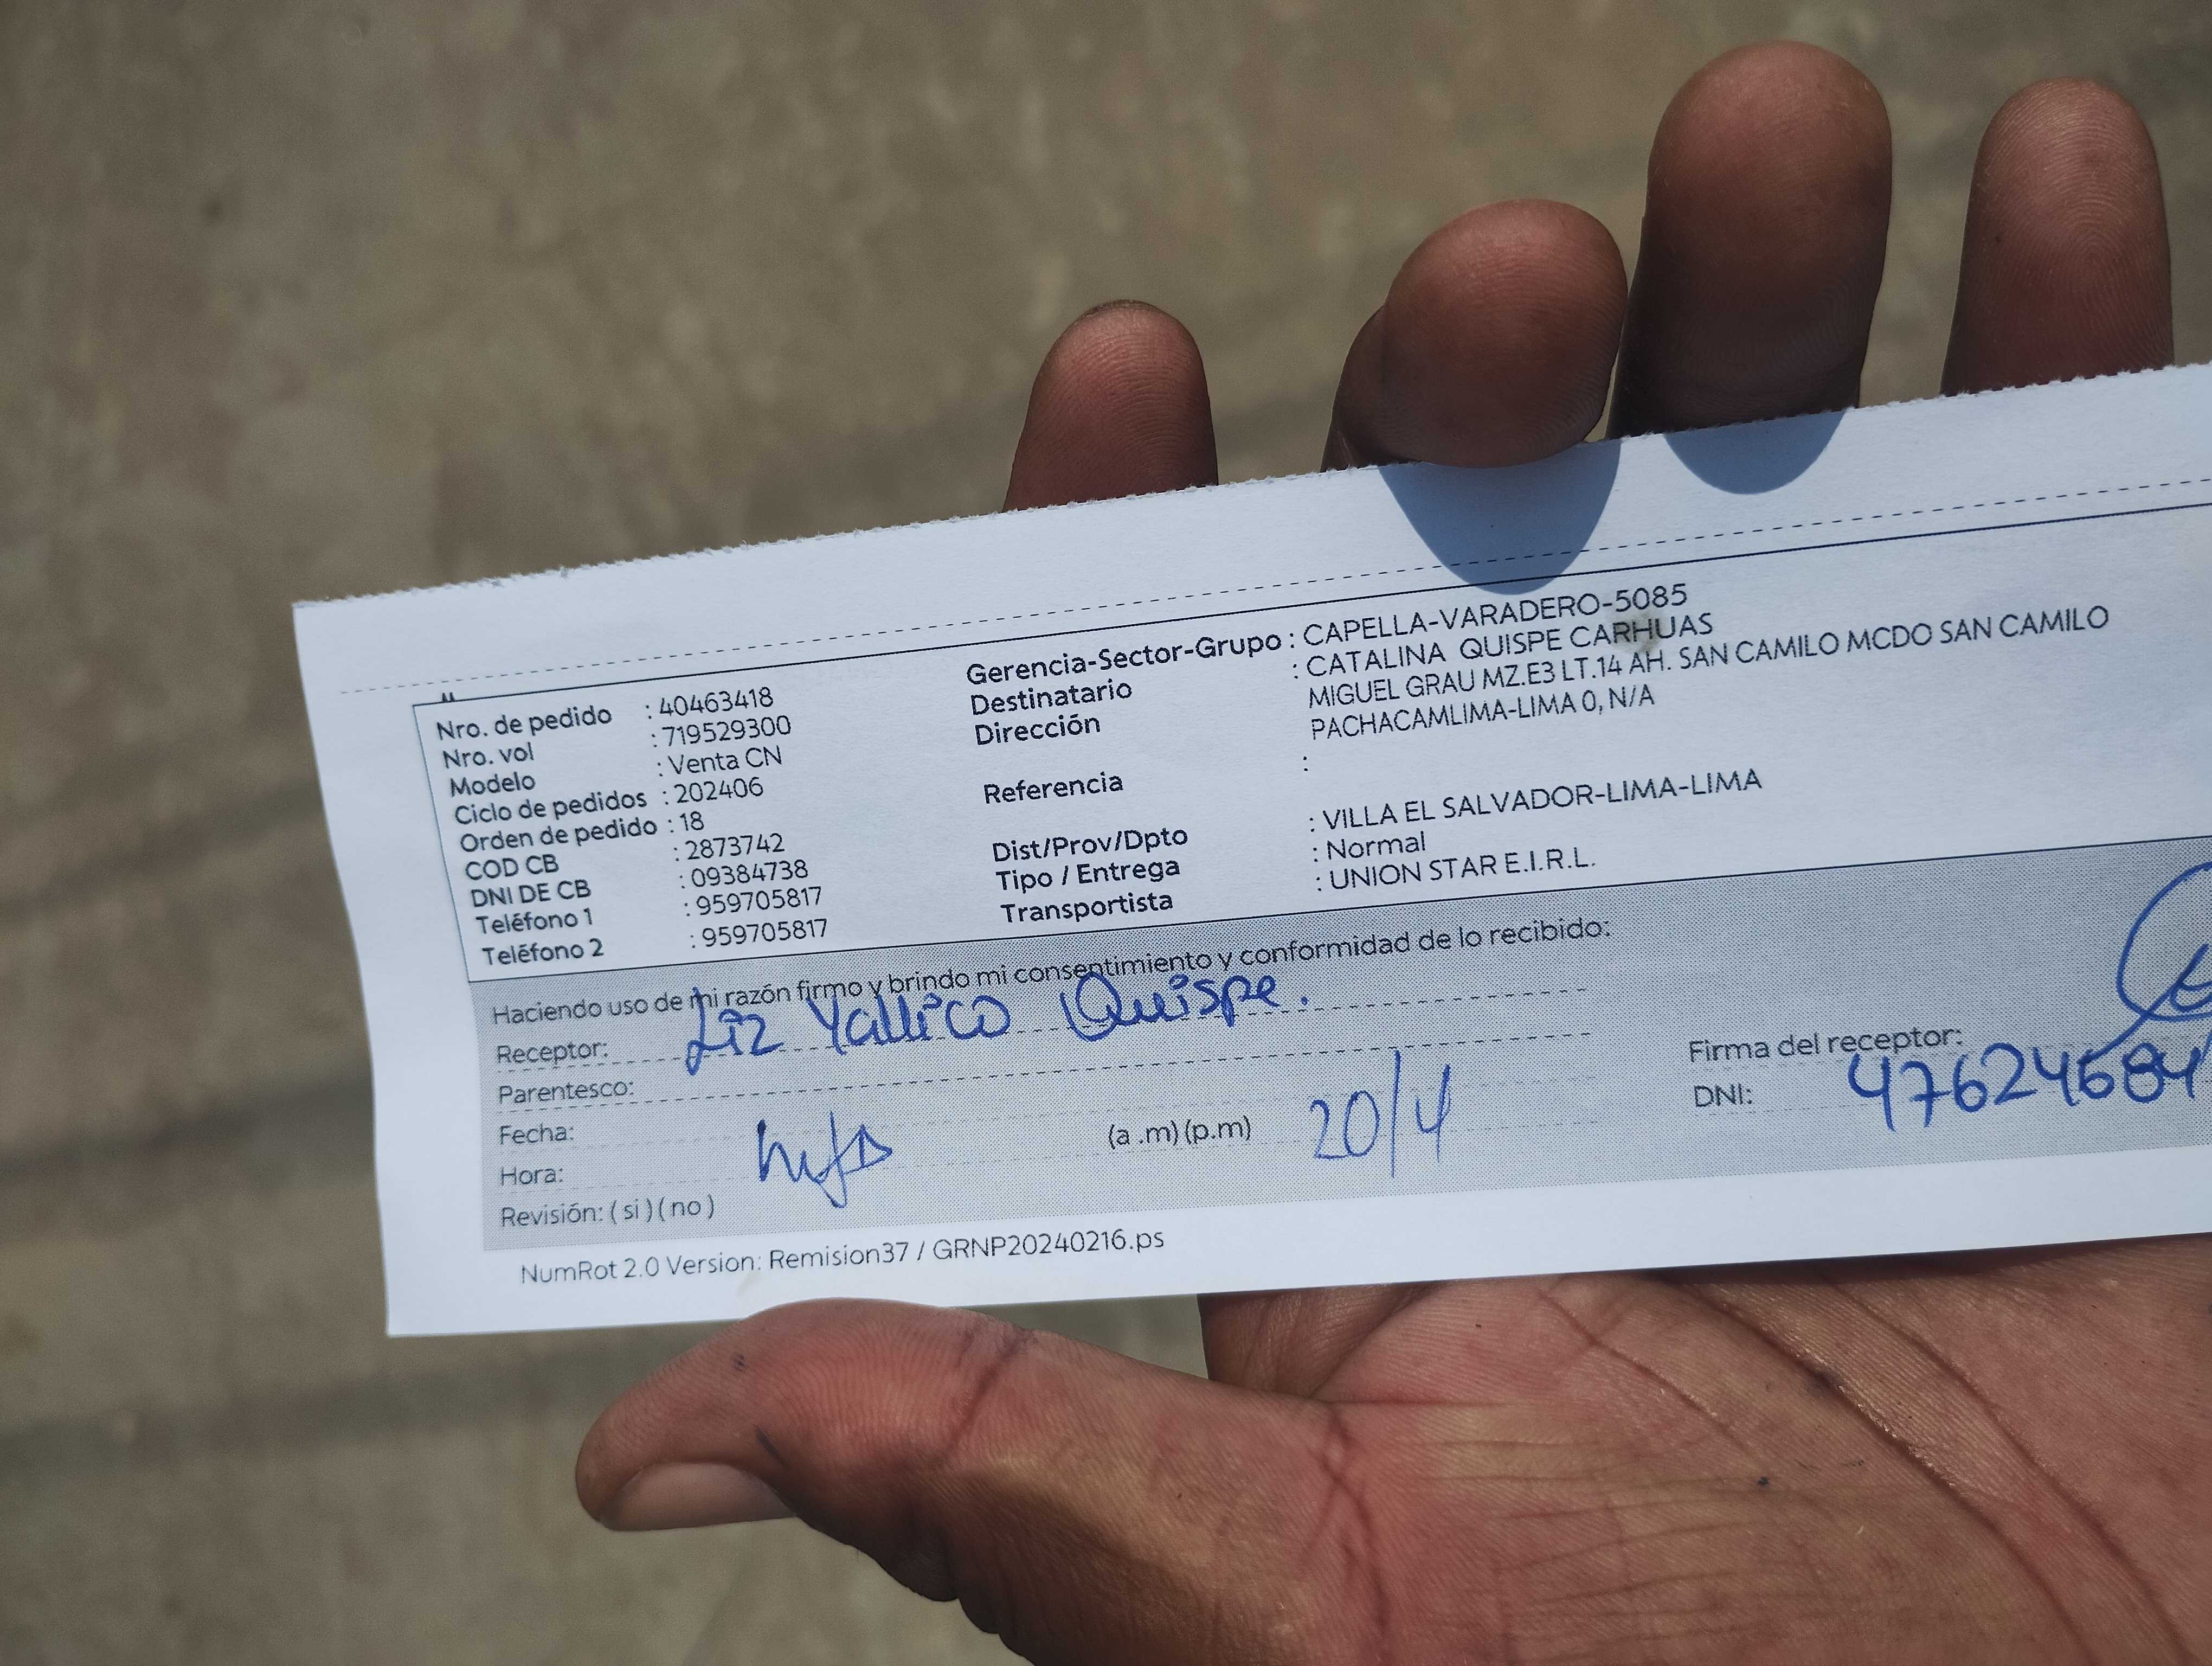 Nro. de pedido : 40463418
Nro. vol : 719529300
Modelo : Venta CN
Ciclo de pedidos : 202406
Orden de pedido : 18
COD CB : 2873742
DNI DE CB : 09384738
Teléfono 1 : 959705817
Teléfono 2 : 959705817
Gerencia-Sector-Grupo : CAPELLA-VARADERO-5085
Destinatario : CATALINA QUISPE CARHUAS
Dirección MIGUEL GRAU MZ.E3 LT.14 AH. SAN CAMILO MCDO SAN CAMILO
PACHACAMLIMA-LIMA 0, N/A
Referencia :
Dist/Prov/Dpto : VILLA EL SALVADOR-LIMA-LIMA
Tipo / Entrega : Normal
Transportista : UNION STAR E.I.R.L.
Haciendo uso de mi razón firmo y brindo mi consentimiento y conformidad de lo recibido:
Receptor: Liz Yallico Quispe.
Parentesco:
Fecha:
Hora: (a .m) (p.m) 20/4
Revisión: ( si ) ( no )
Firma del receptor:
DNI: 47624684
NumRot 2.0 Version: Remision37 / GRNP20240216.ps